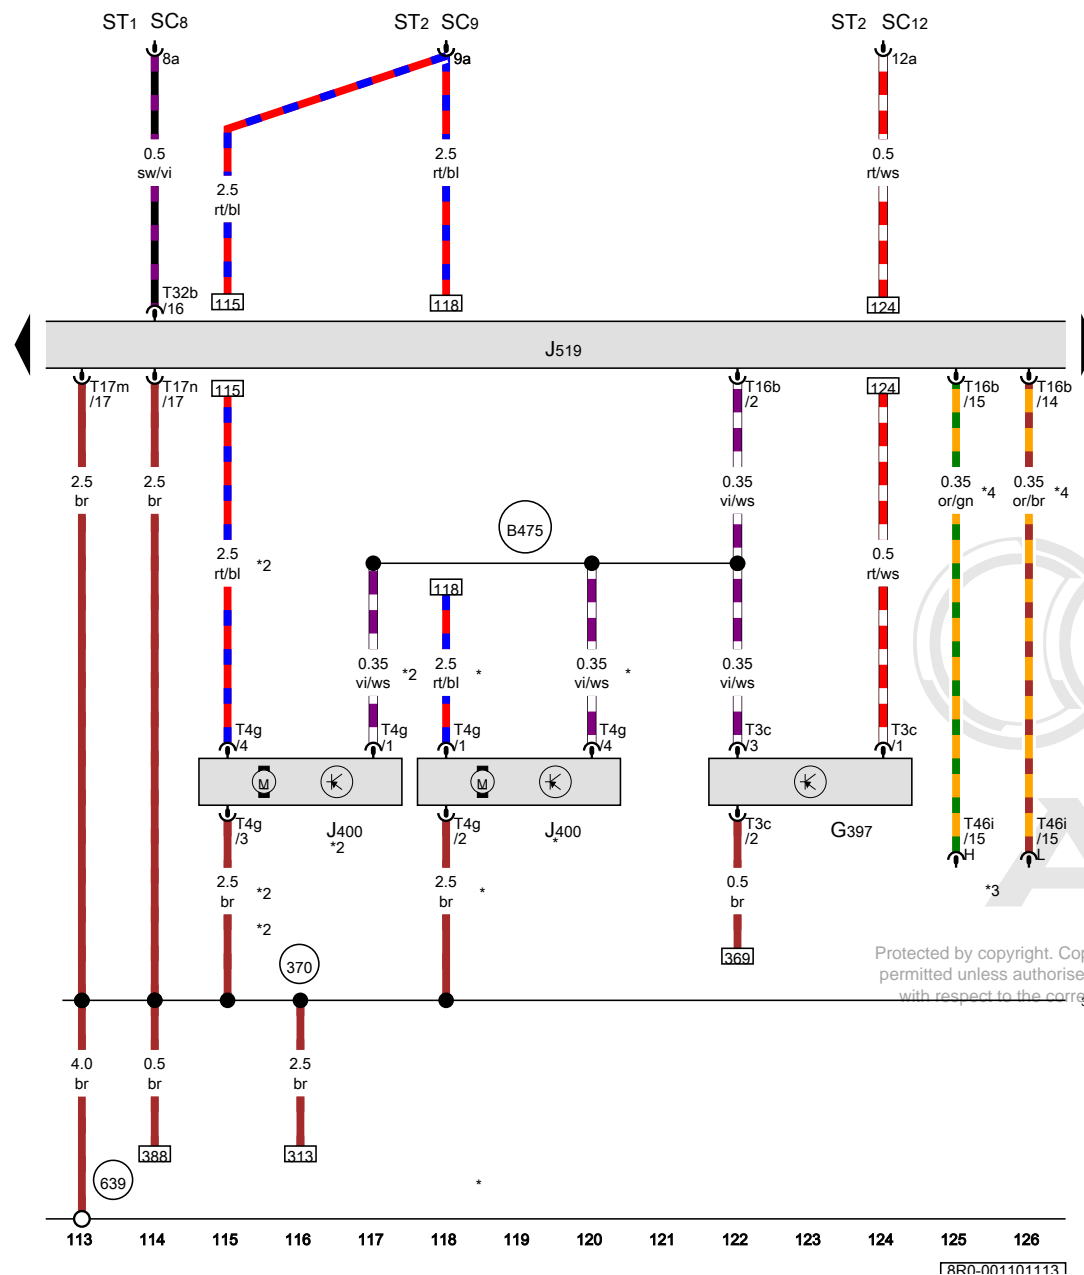 ST1 SC8 ST2 SC9 ST2 SC12
8a 9a 12a
0.5 2.5 0.5
sw/vi rt/bl rt/ws
2.5
rt/bl
T32b
/16 115 118 124
J519
T17m T17n 115 T16b 124 T16b T16b
/17 /17 /2 /15 /14
2.5 2.5 0.35 0.35 *4 0.35 *4
br br vi/ws or/gn or/br
B475
2.5 *2 0.5
rt/bl rt/ws
118
0.35 *2 2.5 * 0.35 * 0.35
vi/ws rt/bl vi/ws vi/ws
T4g T4g T4g T4g T3c T3c
/4 /1 /1 /4 /3 /1
M M
T4g J400 T4g J400 T3c G397 T46i T46i
/3 *2 /2 * /2 /15 /15
H L
2.5 *2 2.5 * 0.5 *3
br br br
*2
369
370
Protected by copyright. Cop
permitted unless authorise
with respect to the corre
4.0 0.5 2.5
br br br
388 313
639 *
113 114 115 116 117 118 119 120 121 122 123 124 125 126
8R0-001101113